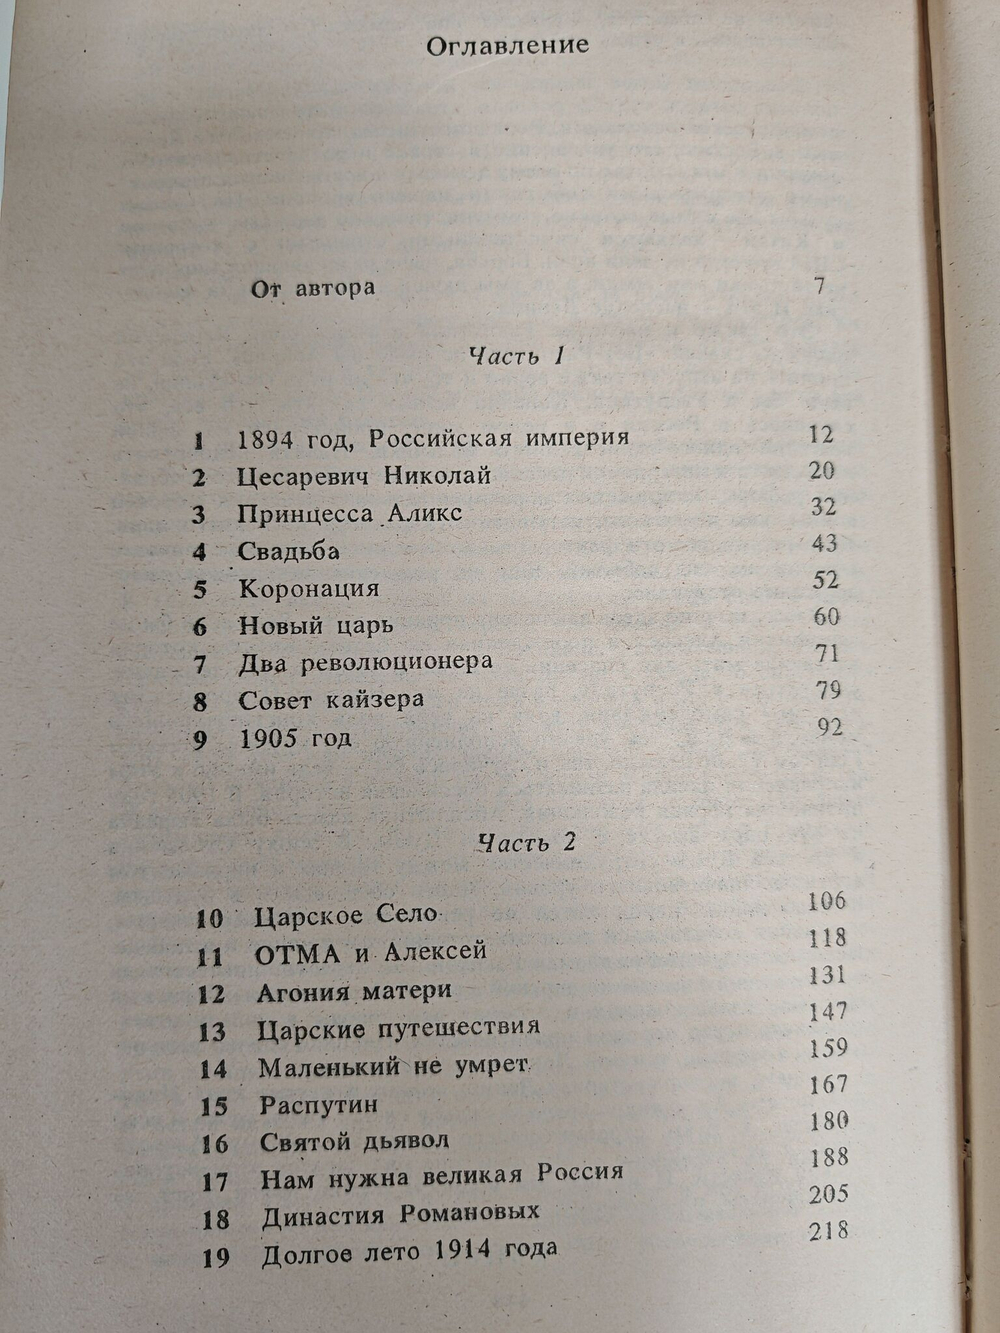 Оглавление
От автора 7
Часть 1
1 1894 год, Российская империя 12
2 Цесаревич Николай 20
3 Принцесса Аликс 32
4 Свадьба 43
5 Коронация 52
6 Новый царь 60
7 Два революционера 71
8 Совет кайзера 79
9 1905 год 92
Часть 2
10 Царское Село 106
11 ОТМА и Алексей 118
12 Агония матери 131
13 Царские путешествия 147
14 Маленький не умрет 159
15 Распутин 167
16 Святой дьявол 180
17 Нам нужна великая Россия 188
18 Династия Романовых 205
19 Долгое лето 1914 года 218